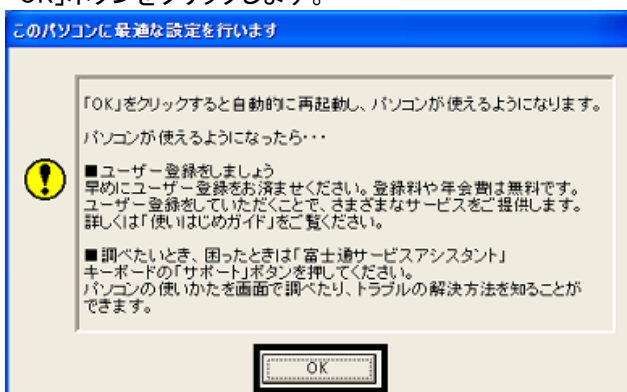 OK]ボタンをクリックします。
このパソコンに最適な設定を行います
「OK」をクリックすると自動的に再起動し、パソコンが使えるようになります。
パソコンが使えるようになったら・・・
■ユーザー登録をしましょう
早めにユーザー登録をお済ませください。登録料や年会費は無料です。
ユーザー登録をしていただくことで、さまざまなサービスをご提供します。
詳しくは「使いはじめガイド」をご覧ください。
■調べたいとき、困ったときは「富士通サービスアシスタント」
キーボードの「サポート」ボタンを押してください。
パソコンの使いかたを画面で調べたり、トラブルの解決方法を知ることが
できます。
OK